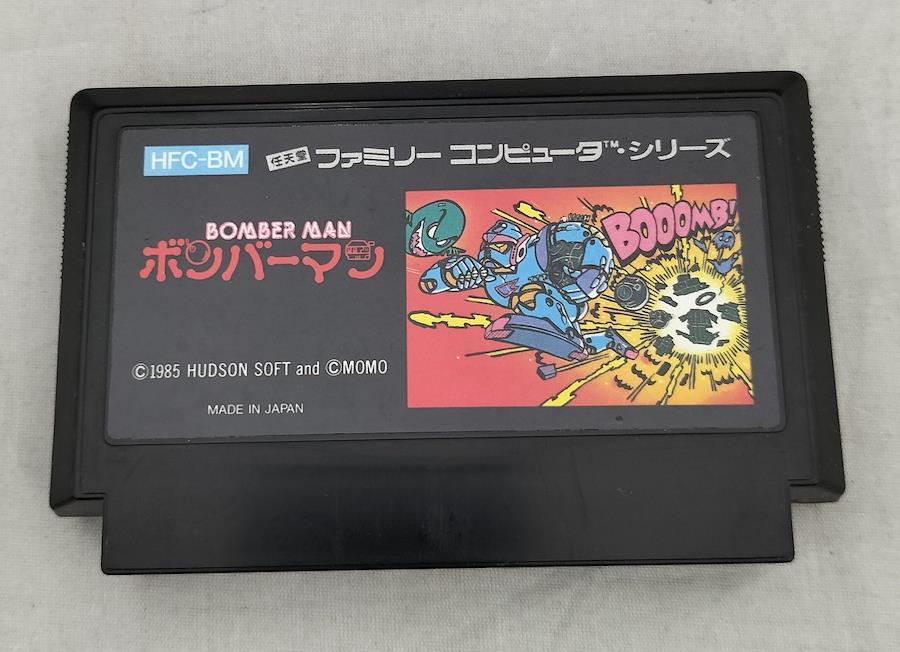 HFC-BM
任天堂 ファミリー コンピュータ™・シリーズ
BOMBER MAN
ボンバーマン
BOOOMB!
©1985 HUDSON SOFT and ©MOMO
MADE IN JAPAN